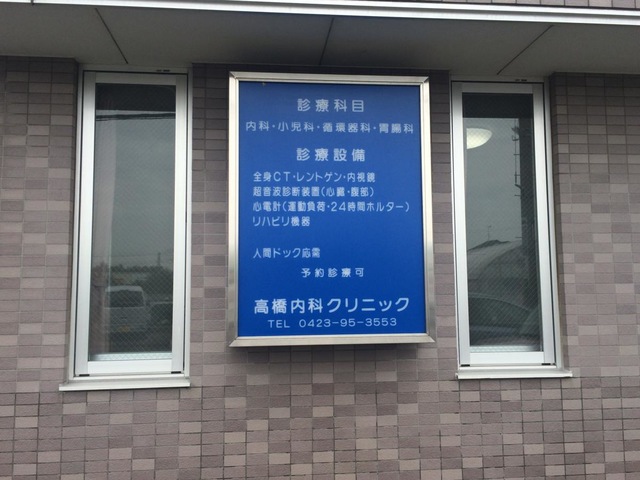 診療科目
内科・小児科・循環器科・胃腸科
診療設備
全身CT・レントゲン・内視鏡
超音波診断装置(心臓・腹部)
心電計(運動負荷・24時間ホルター)
リハビリ機器
人間ドック応需
予約診療可
高橋内科クリニック
TEL 0423-95-3553